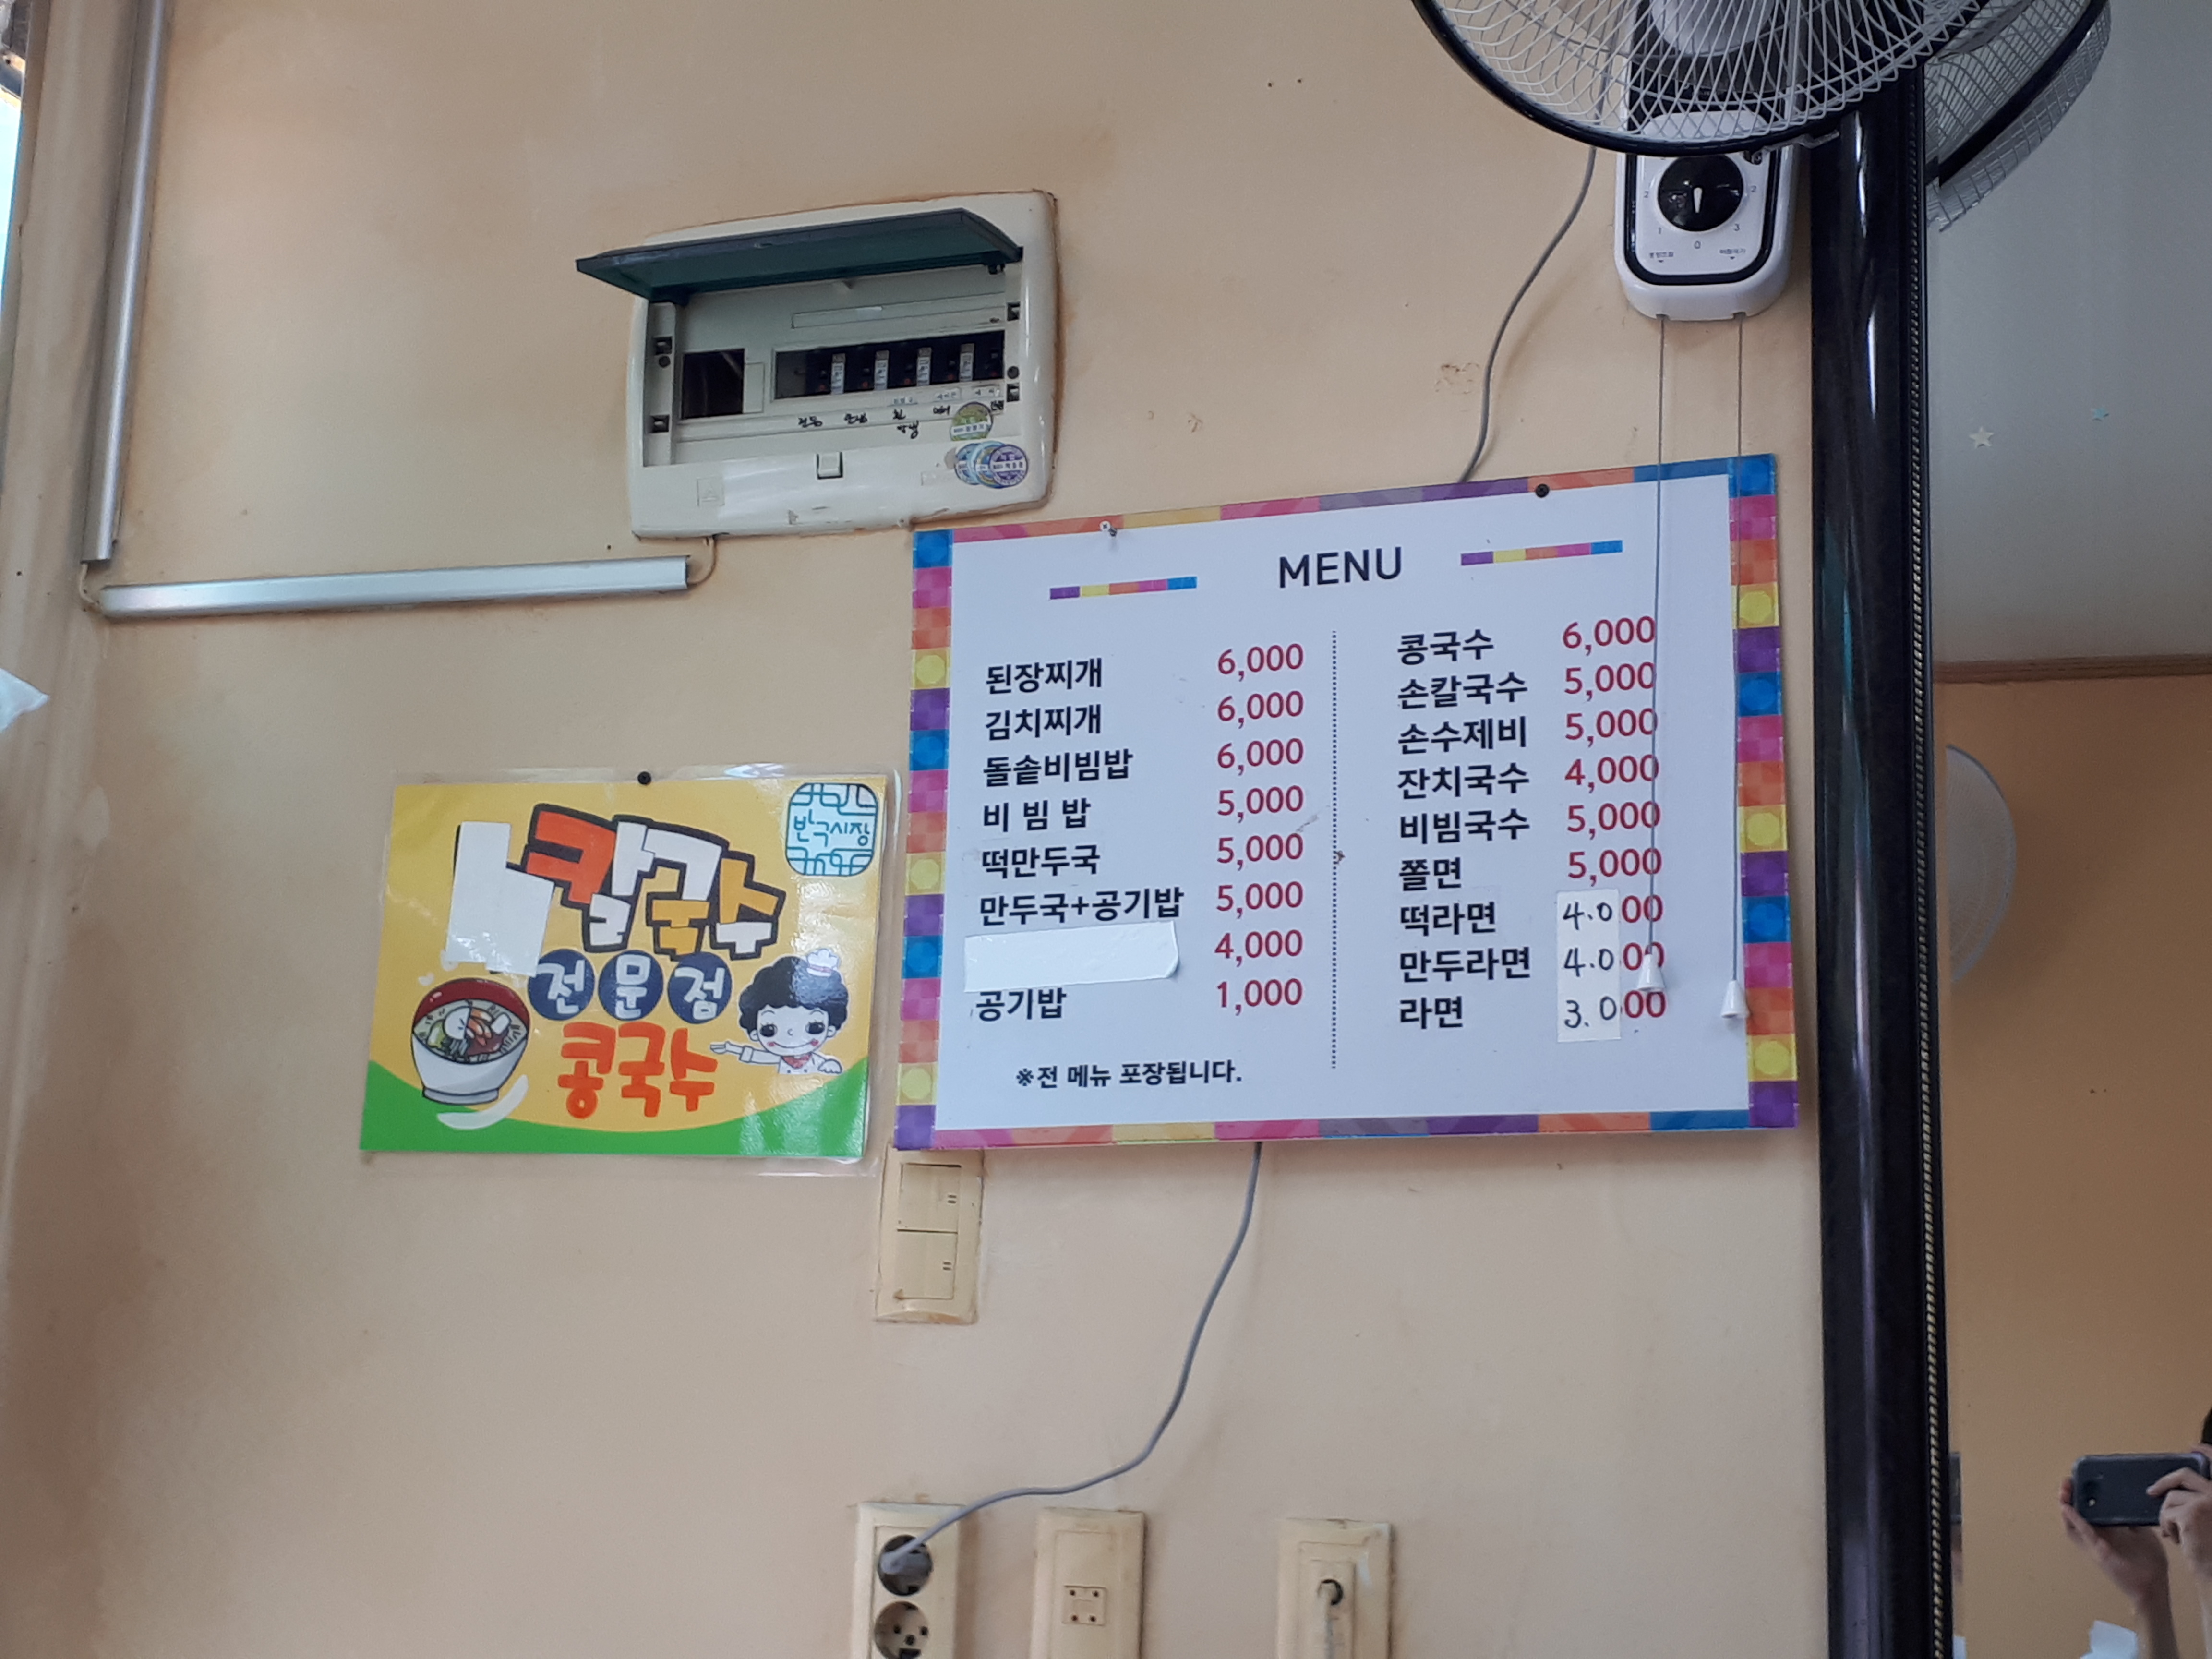 MENU
된장찌개 6,000
김치찌개 6,000
돌솥비빔밥 6,000
비 빔 밥 5,000
떡만두국 5,000
만두국+공기밥 5,000
4,000
공기밥 1,000
※전 메뉴 포장됩니다.
콩국수 6,000
손칼국수 5,000
손수제비 5,000
잔치국수 4,000
비빔국수 5,000
쫄면 5,000
떡라면 4.000
만두라면 4.000
라면 3.000
칼국수
전문점
콩국수
반국시장
2 2
1 0 3